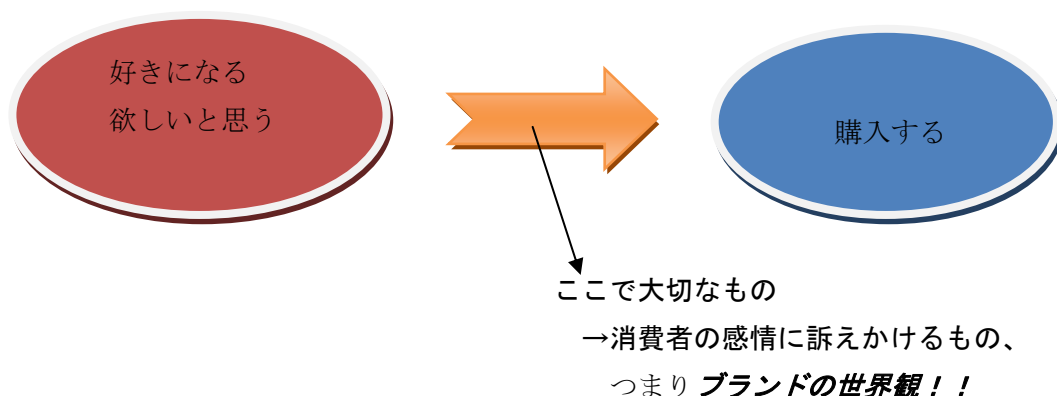 好きになる
欲しいと思う
購入する
ここで大切なもの
→消費者の感情に訴えかけるもの、
つまりブランドの世界観！！